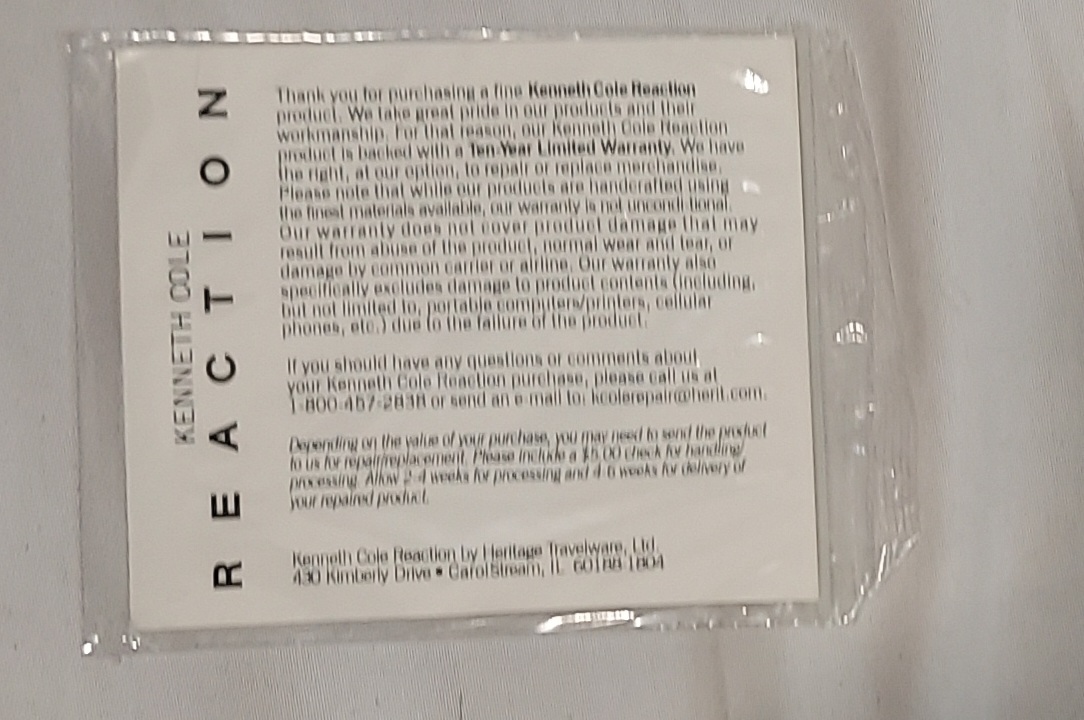 KENNETH COLE
REACTION
Thank you for purchasing a fine Kenneth Cole Reaction
product. We take great pride in our products and their
workmanship. For that reason, our Kenneth Cole Reaction
product is backed with a Ten-Year Limited Warranty. We have
the right, at our option, to repair or replace merchandise.
Please note that while our products are handcrafted using
the finest materials available, our warranty is not uncondi tional.
Our warranty does not cover product damage that may
result from abuse of the product, normal wear and tear, or
damage by common carrier or airline. Our warranty also
specifically excludes damage to product contents (including,
but not limited to, portable computers/printers, cellular
phones, etc.) due to the failure of the product.
If you should have any questions or comments about
your Kenneth Cole Reaction purchase, please call us at
1-800-457-2838 or send an e-mail to: kcolerepair@herit.com.
Depending on the value of your purchase, you may need to send the product
to us for repair/replacement. Please include a $5.00 check for handling/
processing. Allow 2-4 weeks for processing and 4-6 weeks for delivery of
your repaired product.
Kenneth Cole Reaction by Heritage Travelware, Ltd.
430 Kimberly Drive • Carol Stream, IL 60188-1804